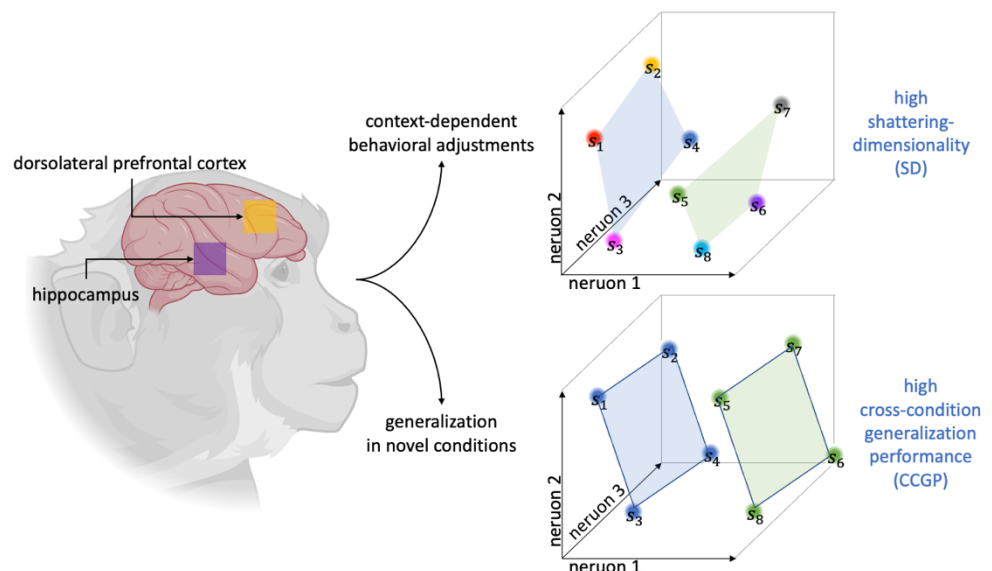 dorsolateral prefrontal cortex
hippocampus
context-dependent
behavioral adjustments
generalization
in novel conditions
s2
s7
s1
s4
s5
s6
s3
s8
neruon 3
neruon 2
neruon 1
high
shattering-
dimensionality
(SD)
s2
s7
s1
s5
s4
s6
s3
s8
neruon 3
neruon 2
neruon 1
high
cross-condition
generalization
performance
(CCGP)